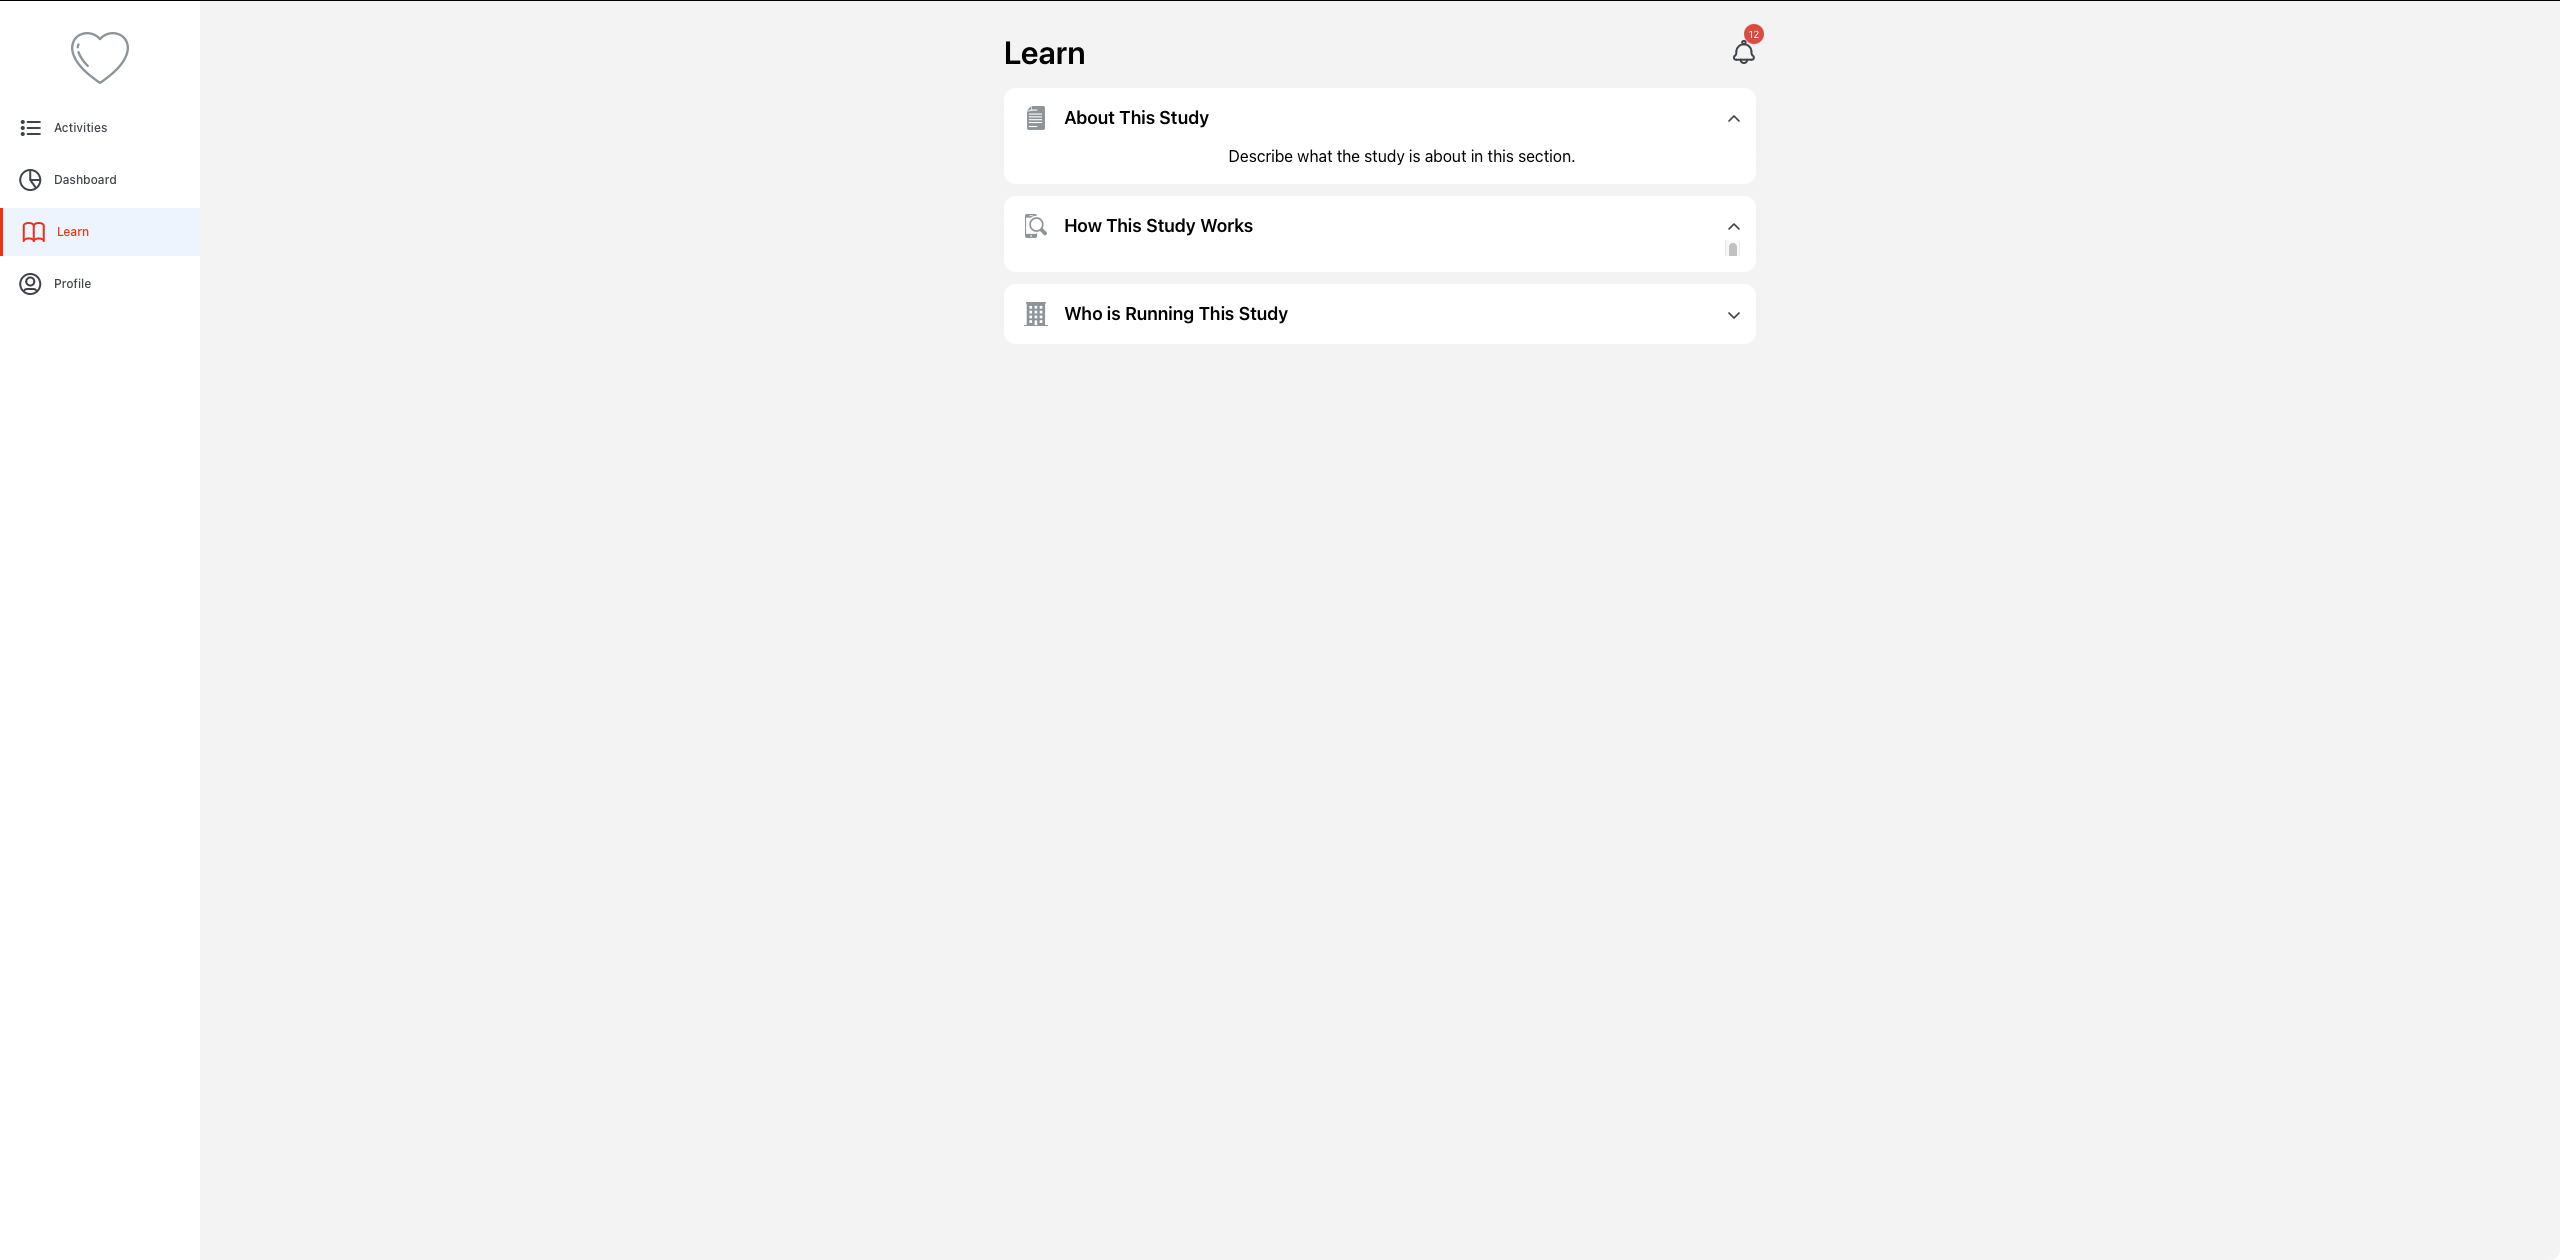 Activities
Dashboard
Learn
Profile
Learn
12
About This Study
Describe what the study is about in this section.
How This Study Works
Who is Running This Study